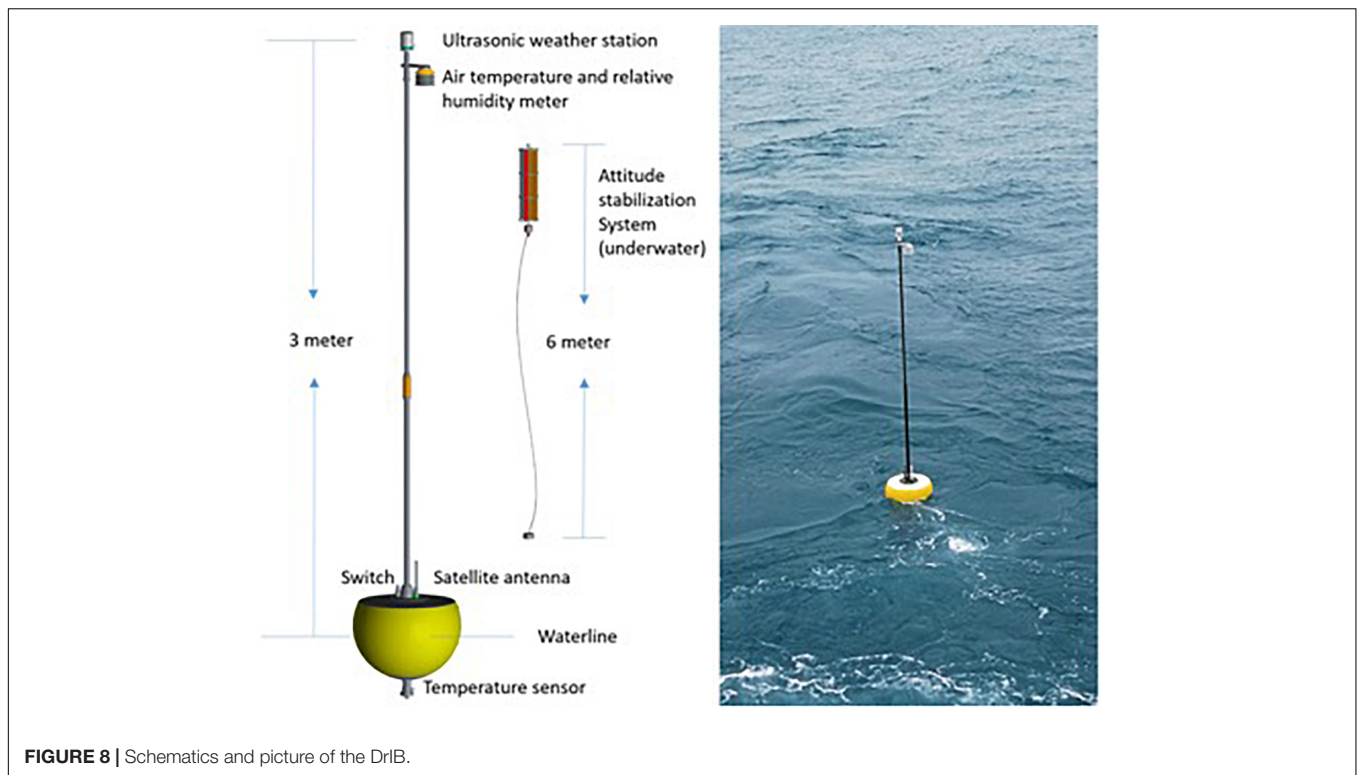 Ultrasonic weather station
Air temperature and relative
humidity meter
Attitude
stabilization
System
(underwater)
3 meter
6 meter
Switch
Satellite antenna
Waterline
Temperature sensor
FIGURE 8 | Schematics and picture of the DrIB.